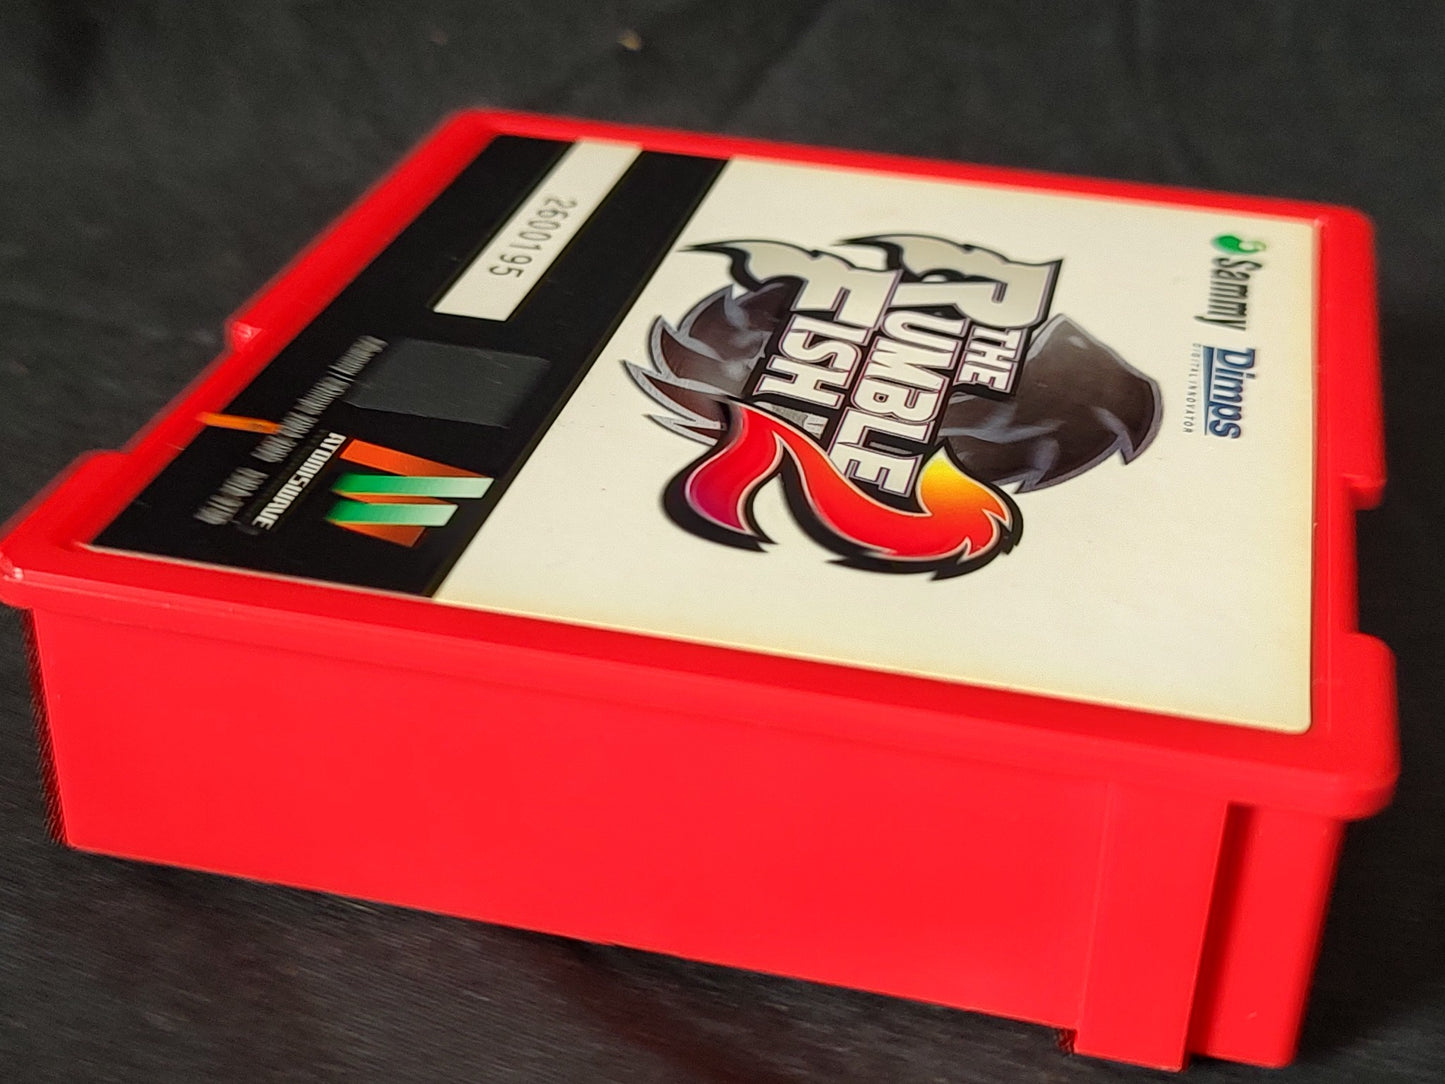 Sammy
Dimps
DIGITAL INNOVATOR
THE
RUMBLE
FISH
2
2600195
ATOMISWAVE